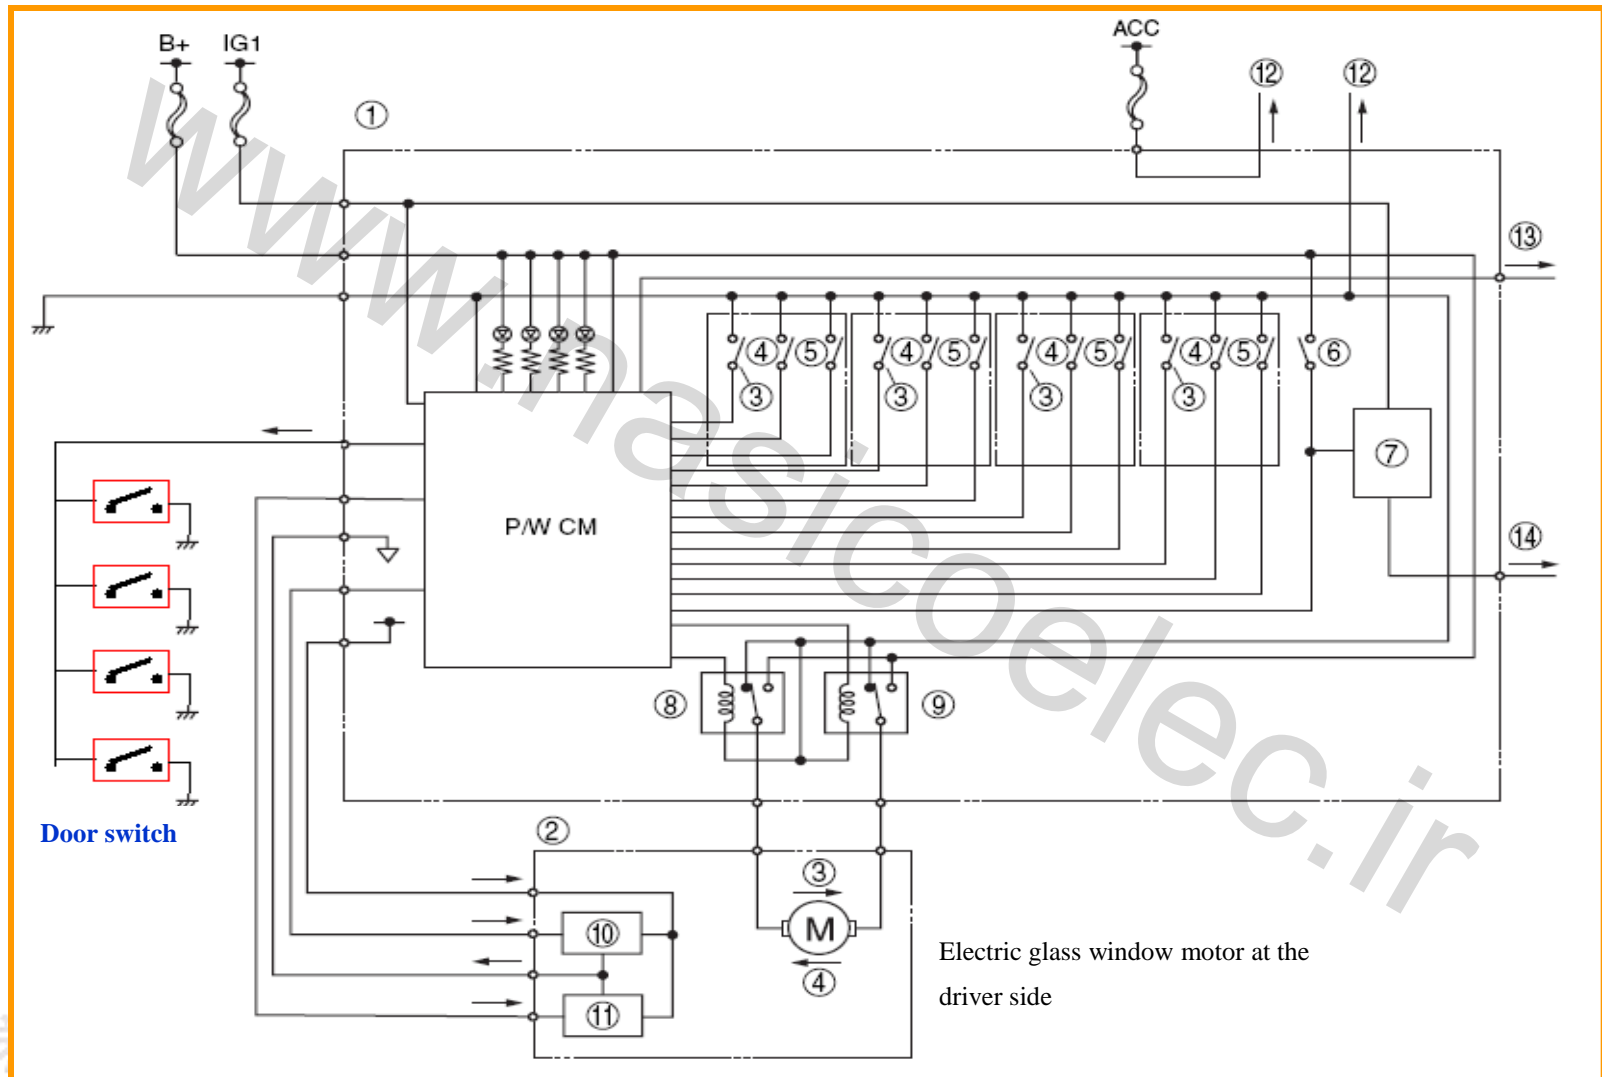 B+ IG1 ACC
① ⑫ ⑫
⑬
④ ⑤ ④ ⑤ ④ ⑤ ④ ⑤ ⑥
③ ③ ③ ③
⑦
P/W CM
⑭
⑧ ⑨
Door switch
②
③
⑩ M
④
⑪
Electric glass window motor at the
driver side
www.nasicoelec.ir